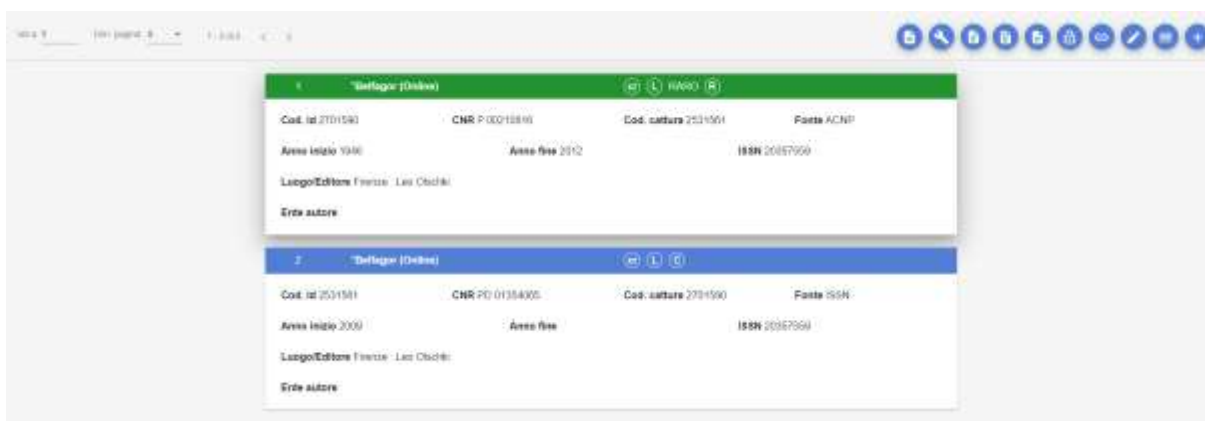 1 *Belfagor (Online) L RARO R
Cod. id 2701590 CNR P 00210816 Cod. cattura 2531581 Fonte ACNP
Anno inizio 1946 Anno fine 2012 ISSN 20357559
Luogo/Editore Firenze : Leo Olschki
Ente autore
2 *Belfagor (Online) L C
Cod. id 2531581 CNR PD 01354065 Cod. cattura 2701590 Fonte ISSN
Anno inizio 2009 Anno fine ISSN 20357559
Luogo/Editore Firenze : Leo Olschki
Ente autore